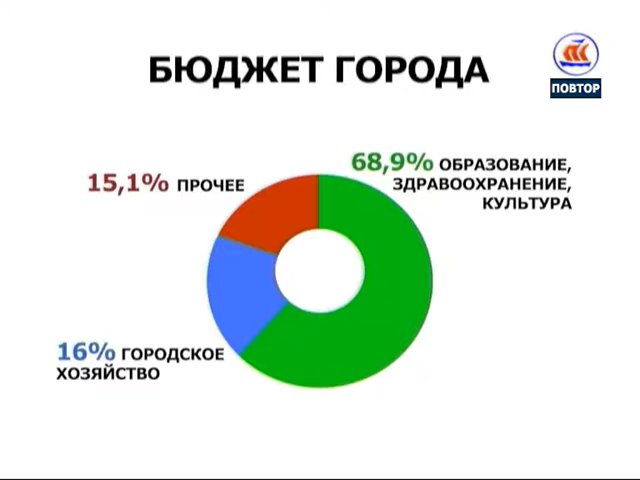 БЮДЖЕТ ГОРОДА
ПОВТОР
68,9% ОБРАЗОВАНИЕ,
ЗДРАВООХРАНЕНИЕ,
КУЛЬТУРА
15,1% ПРОЧЕЕ
16% ГОРОДСКОЕ
ХОЗЯЙСТВО